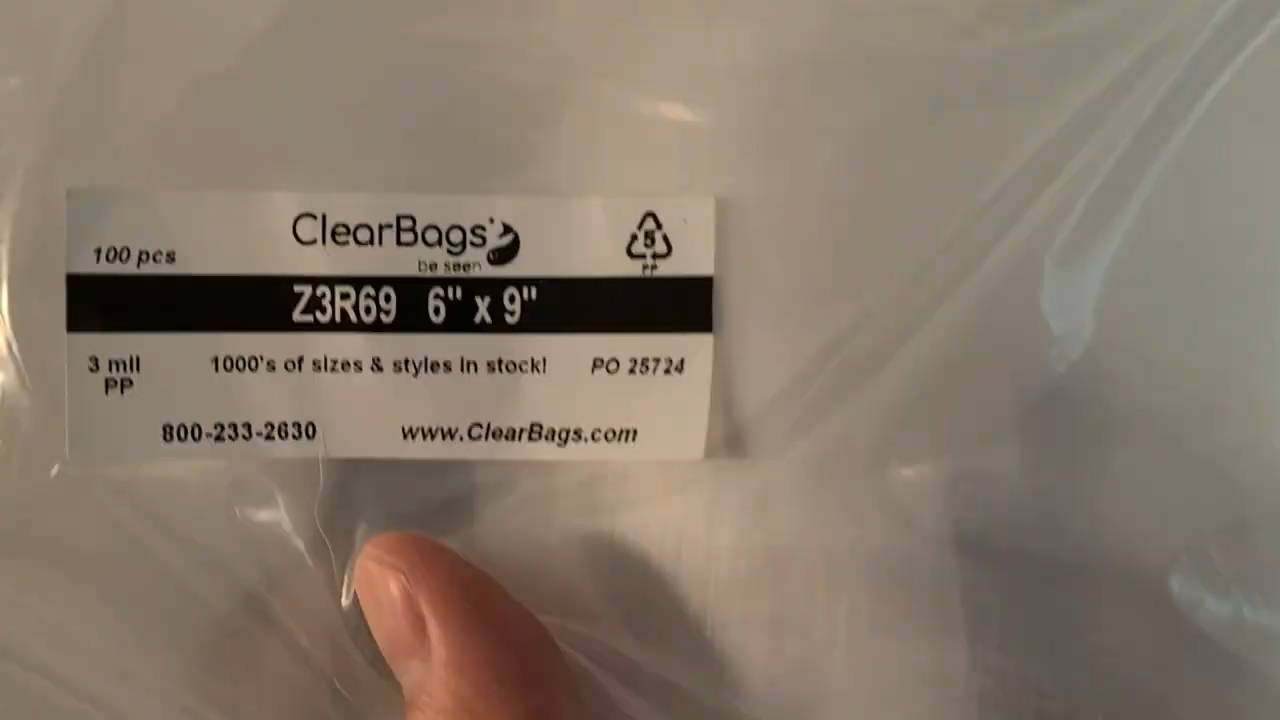 ClearBags
be seen
100 pcs
5
PP
Z3R69 6" x 9"
3 mil
PP
1000's of sizes & styles in stock!
PO 25724
800-233-2630
www.ClearBags.com